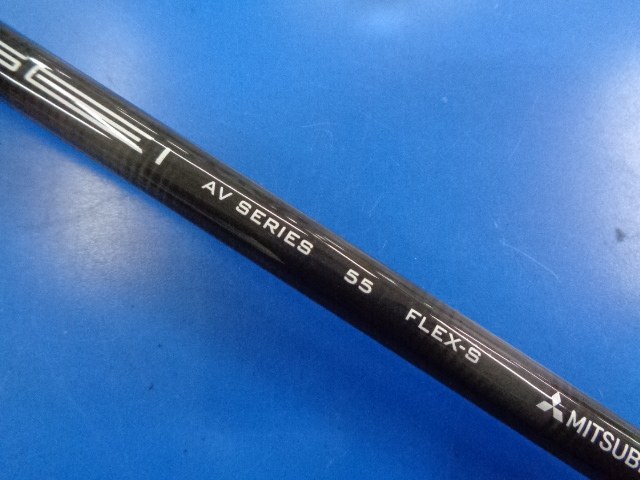 AV SERIES 55 FLEX-S MITSUB